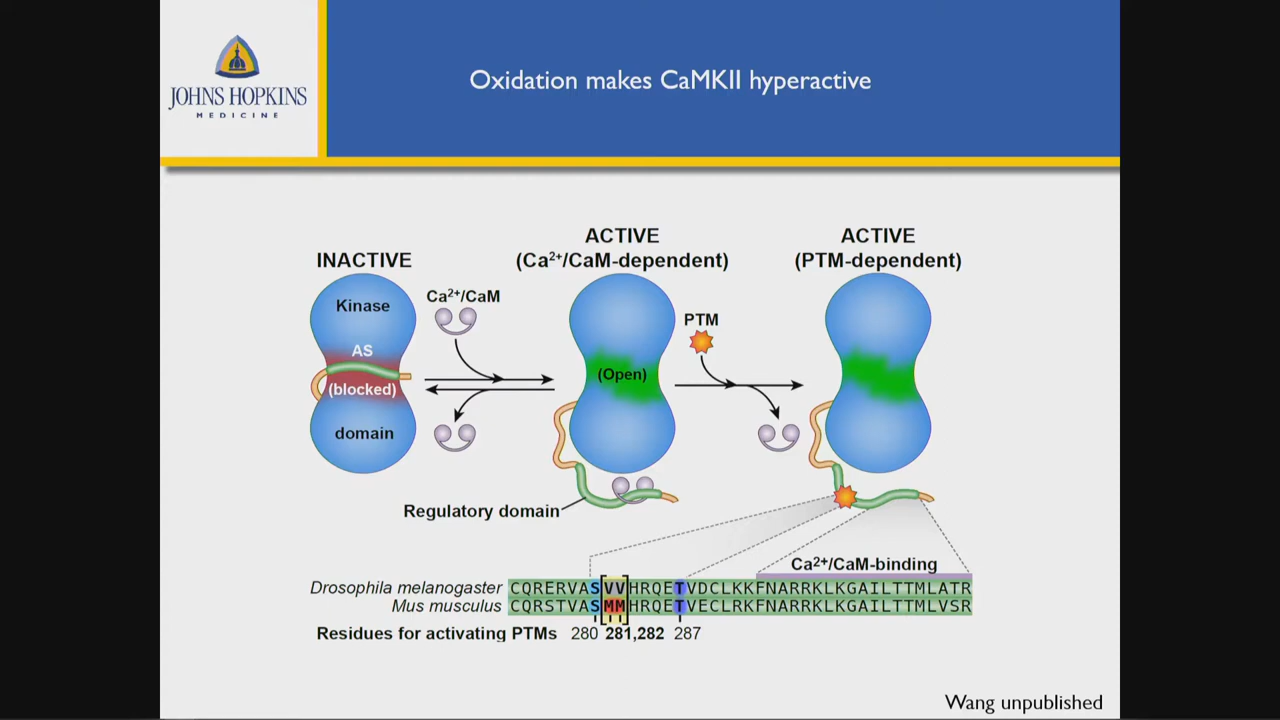 JOHNS HOPKINS
MEDICINE
Oxidation makes CaMKII hyperactive
INACTIVE
ACTIVE
(Ca²⁺/CaM-dependent)
ACTIVE
(PTM-dependent)
Kinase
AS
(blocked)
domain
Ca²⁺/CaM
(Open)
PTM
Regulatory domain
Ca²⁺/CaM-binding
Drosophila melanogaster CQRERVASVVHRQETVDCLKKFNARRKLKGAILTTMLATR
Mus musculus CQRSTVASMMHRQETVECLRKFNARRKLKGAILTTMLVSR
Residues for activating PTMs 280 281,282 287
Wang unpublished